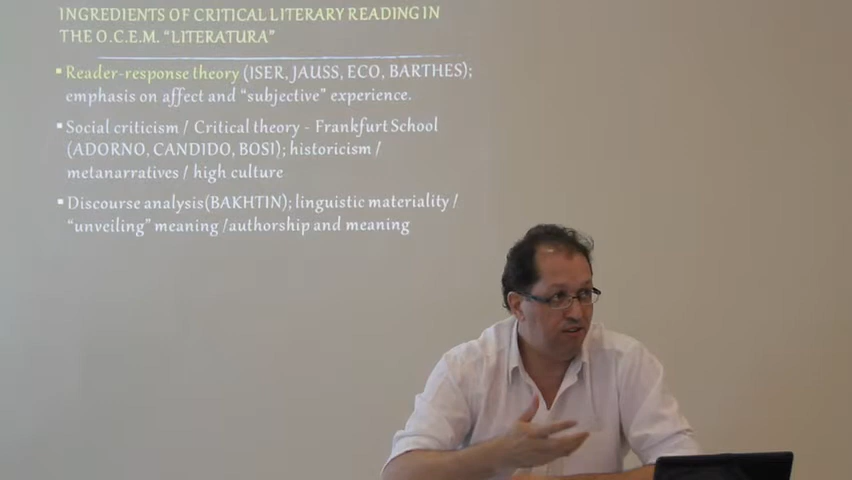 INGREDIENTS OF CRITICAL LITERARY READING IN
THE O.C.E.M. “LITERATURA”
▪ Reader-response theory (ISER, JAUSS, ECO, BARTHES);
emphasis on affect and “subjective” experience.
▪ Social criticism / Critical theory - Frankfurt School
(ADORNO, CANDIDO, BOSI); historicism /
metanarratives / high culture
▪ Discourse analysis(BAKHTIN); linguistic materiality /
“unveiling” meaning /authorship and meaning